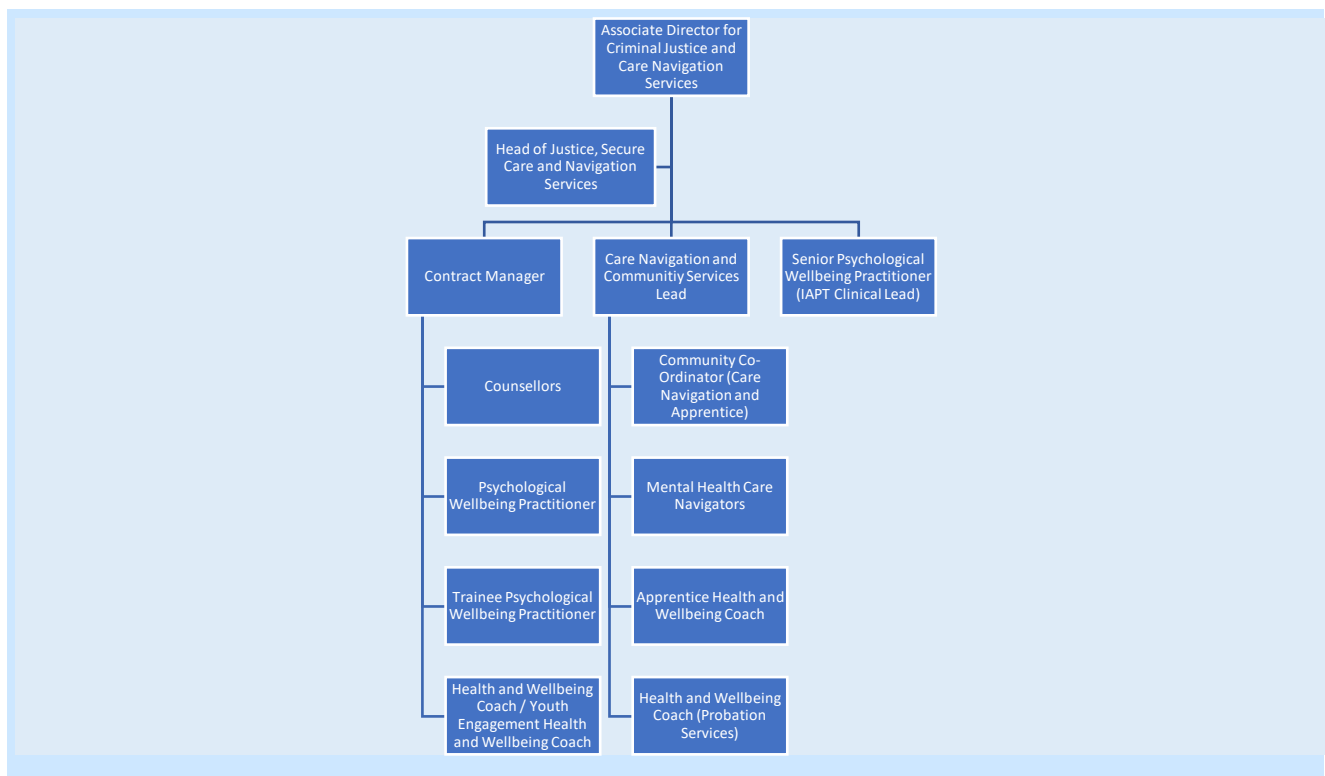 Associate Director for
Criminal Justice and
Care Navigation
Services
Head of Justice, Secure
Care and Navigation
Services
Contract Manager
Care Navigation and
Communitiy Services
Lead
Senior Psychological
Wellbeing Practitioner
(IAPT Clinical Lead)
Counsellors
Psychological
Wellbeing Practitioner
Trainee Psychological
Wellbeing Practitioner
Health and Wellbeing
Coach / Youth
Engagement Health
and Wellbeing Coach
Community Co-
Ordinator (Care
Navigation and
Apprentice)
Mental Health Care
Navigators
Apprentice Health and
Wellbeing Coach
Health and Wellbeing
Coach (Probation
Services)